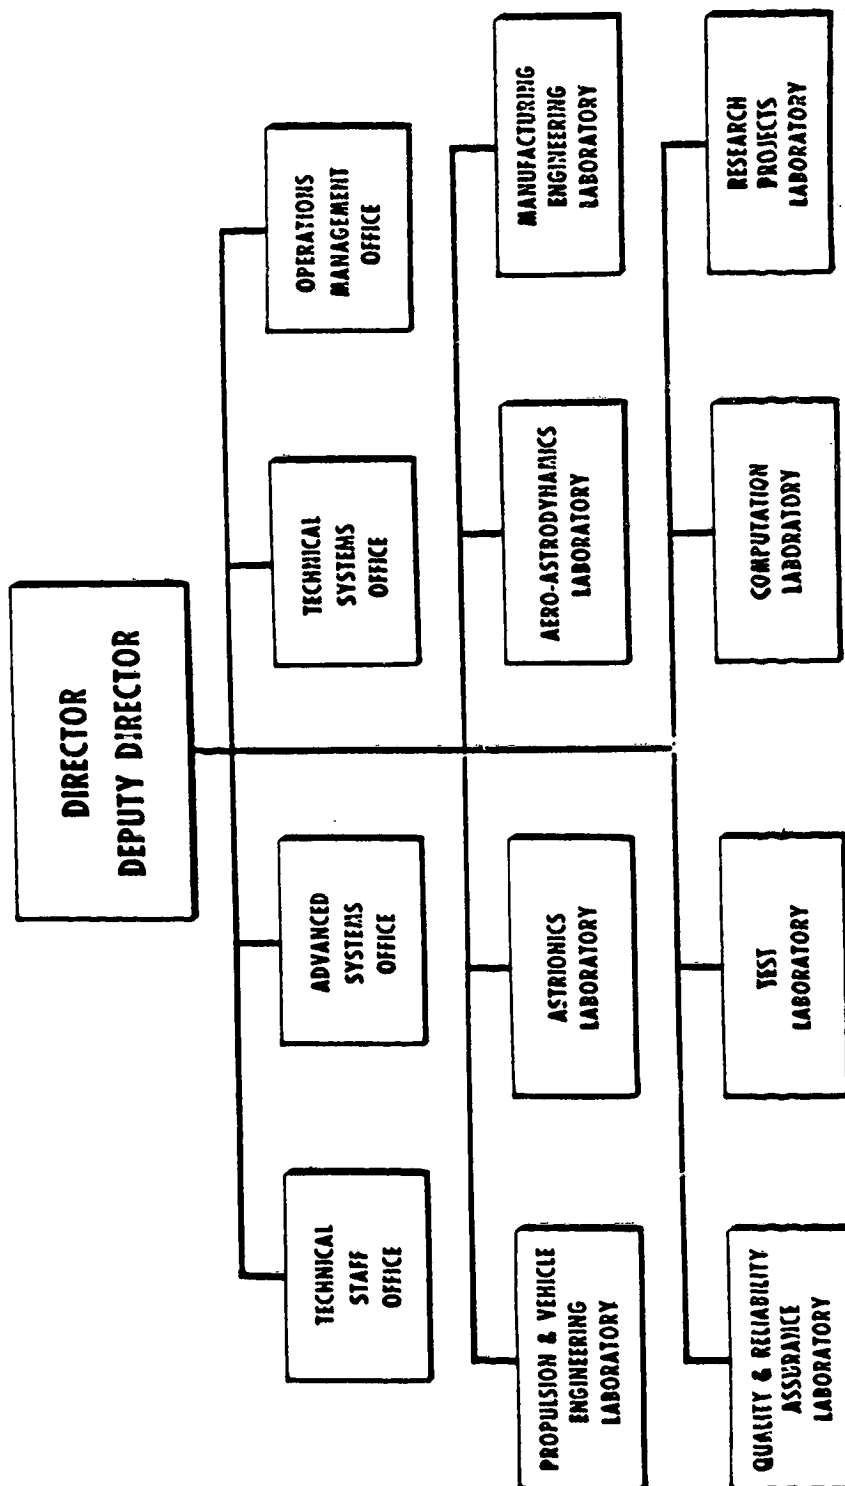 DIRECTOR
DEPUTY DIRECTOR
TECHNICAL
STAFF
OFFICE
ADVANCED
SYSTEMS
OFFICE
TECHNICAL
SYSTEMS
OFFICE
OPERATIONS
MANAGEMENT
OFFICE
PROPULSION & VEHICLE
ENGINEERING
LABORATORY
ASTRIONICS
LABORATORY
AERO-ASTRODYNAMICS
LABORATORY
MANUFACTURING
ENGINEERING
LABORATORY
QUALITY & RELIABILITY
ASSURANCE
LABORATORY
TEST
LABORATORY
COMPUTATION
LABORATORY
RESEARCH
PROJECTS
LABORATORY